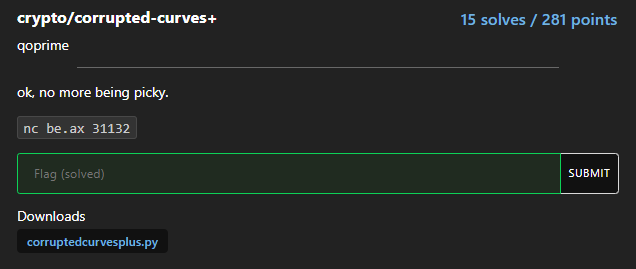 crypto/corrupted-curves+
15 solves / 281 points
qoprime
ok, no more being picky.
nc be.ax 31132
Flag (solved)
SUBMIT
Downloads
corruptedcurvesplus.py